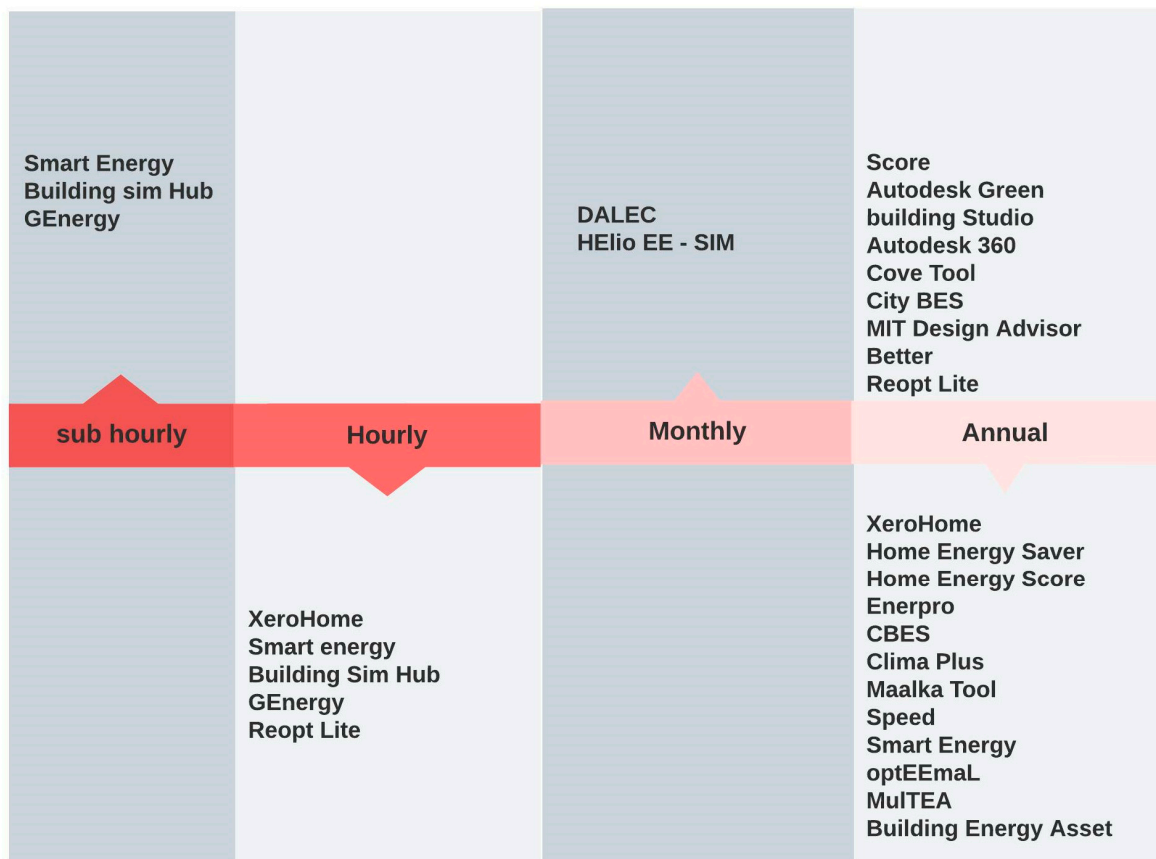 Smart Energy
Building sim Hub
GEnergy
DALEC
HElio EE - SIM
Score
Autodesk Green
building Studio
Autodesk 360
Cove Tool
City BES
MIT Design Advisor
Better
Reopt Lite
sub hourly
Hourly
Monthly
Annual
XeroHome
Smart energy
Building Sim Hub
GEnergy
Reopt Lite
XeroHome
Home Energy Saver
Home Energy Score
Enerpro
CBES
Clima Plus
Maalka Tool
Speed
Smart Energy
optEEmaL
MulTEA
Building Energy Asset